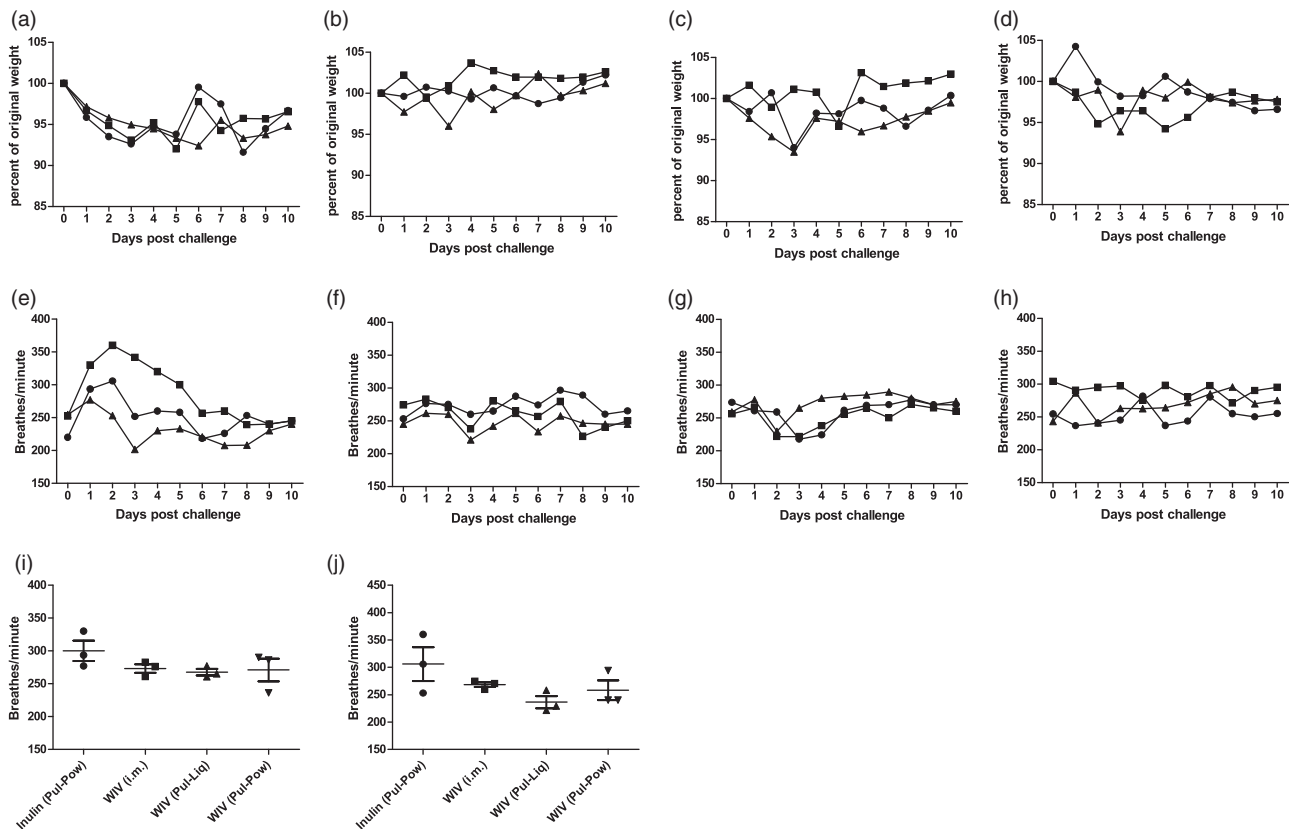 (a)
105
100
95
90
85
percent of original weight
0 1 2 3 4 5 6 7 8 9 10
Days post challenge
(b)
105
100
95
90
85
percent of original weight
0 1 2 3 4 5 6 7 8 9 10
Days post challenge
(c)
105
100
95
90
85
percent of original weight
0 1 2 3 4 5 6 7 8 9 10
Days post challenge
(d)
105
100
95
90
85
percent of original weight
0 1 2 3 4 5 6 7 8 9 10
Days post challenge
(e)
400
350
300
250
200
150
Breathes/minute
0 1 2 3 4 5 6 7 8 9 10
Days post challenge
(f)
400
350
300
250
200
150
Breathes/minute
0 1 2 3 4 5 6 7 8 9 10
Days post challenge
(g)
400
350
300
250
200
150
Breathes/minute
0 1 2 3 4 5 6 7 8 9 10
Days post challenge
(h)
400
350
300
250
200
150
Breathes/minute
0 1 2 3 4 5 6 7 8 9 10
Days post challenge
(i)
400
350
300
250
200
150
Breathes/minute
Inulin (Pul-Pow)
WIV (i.m.)
WIV (Pul-Liq)
WIV (Pul-Pow)
(j)
450
400
350
300
250
200
150
Breathes/minute
Inulin (Pul-Pow)
WIV (i.m.)
WIV (Pul-Liq)
WIV (Pul-Pow)